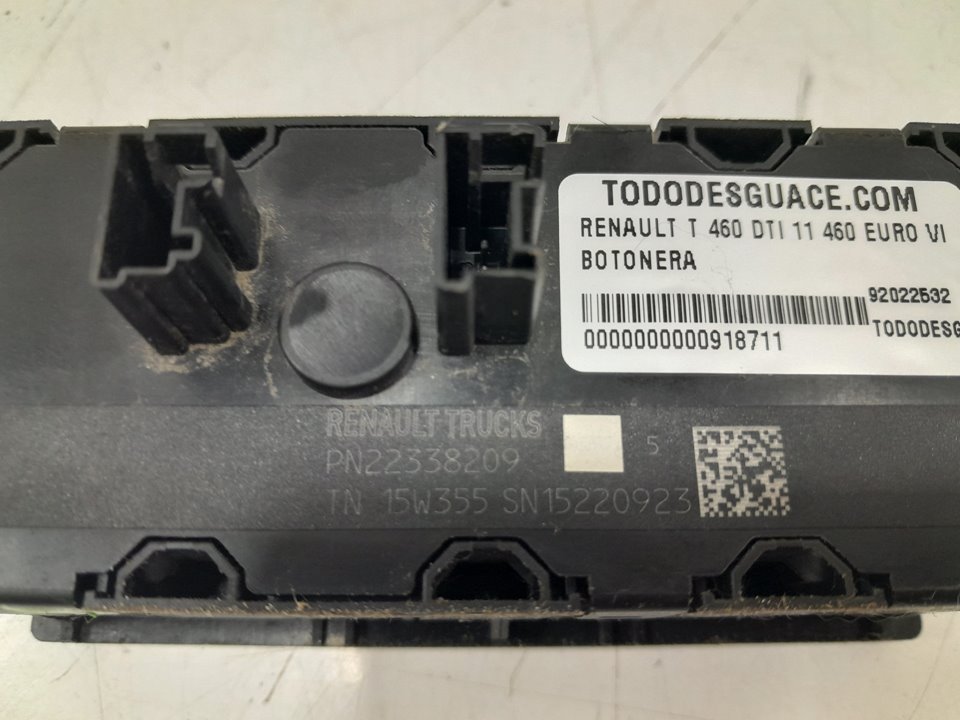 TODODESGUACE.COM
RENAULT T 460 DTI 11 460 EURO VI
BOTONERA
92022532
0000000000918711
TODODESG
RENAULT TRUCKS
PN22338209
5
TN 15W355 SN15220923